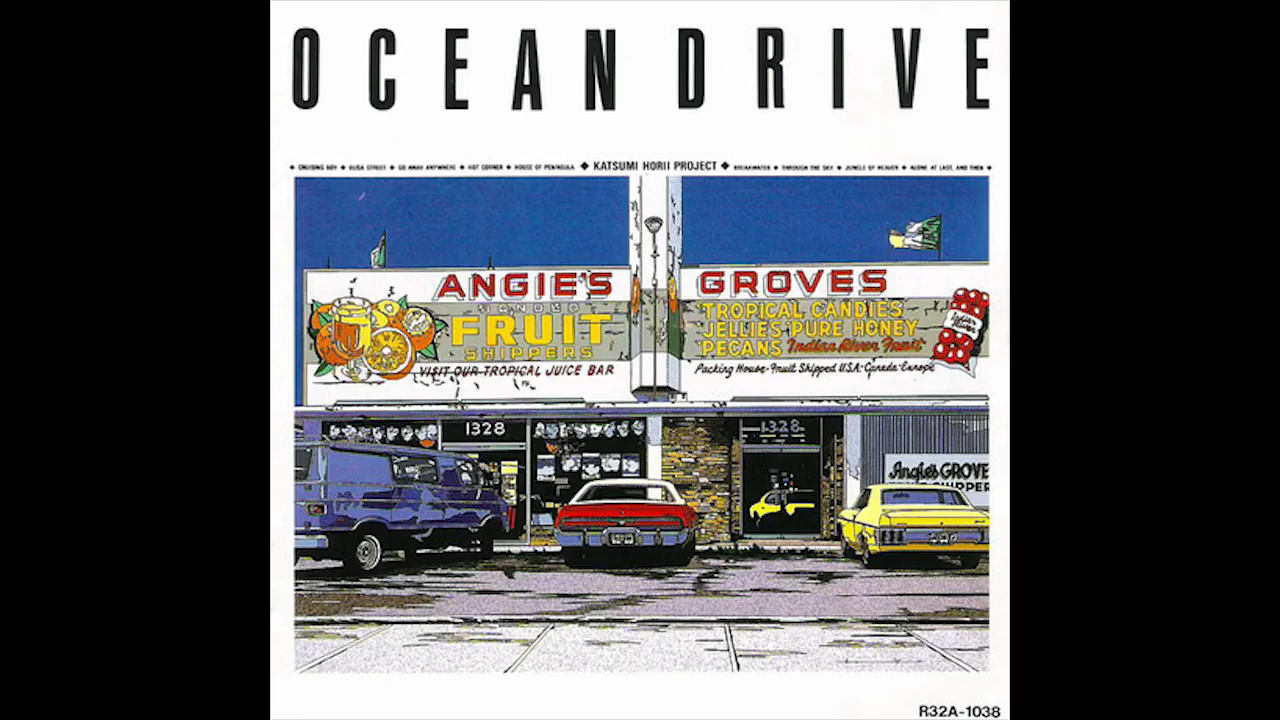 OCEAN DRIVE
◆ CRUISING BOY ◆ ELISA STREET ◆ GO AWAY ANYWHERE ◆ HOT CORNER ◆ HOUSE OF PENINSULA ◆ KATSUMI HORII PROJECT ◆ BREAKWATER ◆ THROUGH THE SKY ◆ JUNGLE OF HEAVEN ◆ ALONE AT LAST, AND THEN ◆
ANGIE'S
FRUIT
SHIPPERS
VISIT OUR TROPICAL JUICE BAR
GROVES
TROPICAL CANDIES
JELLIES·PURE HONEY
PECANS Indian River Fruit
Packing House·Fruit Shipped U.S.A·Canada·Europe
Indian River
1328
1328
Angie's GROVE
SHIPPER
R32A-1038